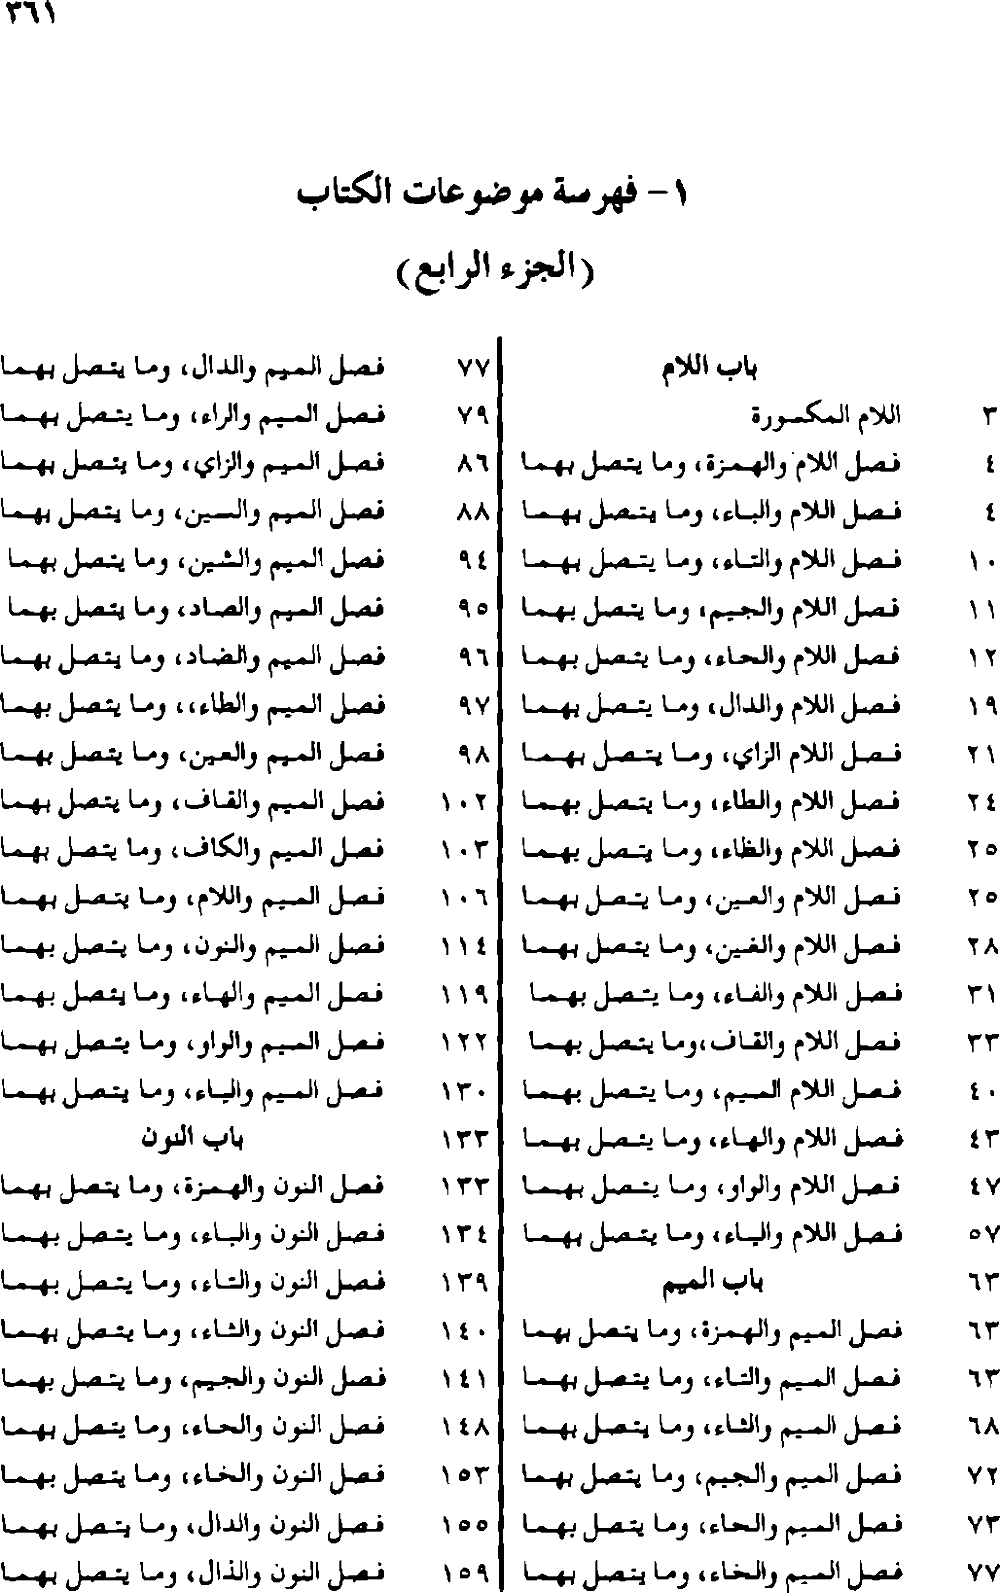 ٣٦١
١ - فهرسة موضوعات الكتاب
(الجزء الرابع)
باب اللام
٣ اللام المكسورة
٤ فصل اللام والهمزة، وما يتصل بهما
٤ فصل اللام والباء، وما يتصل بهما
١٠ فصل اللام والتاء، وما يتصل بهما
١١ فصل اللام والجيم، وما يتصل بهما
١٢ فصل اللام والحاء، وما يتصل بهما
١٩ فصل اللام والدال، وما يتصل بهما
٢١ فصل اللام الزاي، وما يتصل بهما
٢٤ فصل اللام والطاء، وما يتصل بهما
٢٥ فصل اللام والظاء، وما يتصل بهما
٢٥ فصل اللام والعين، وما يتصل بهما
٢٨ فصل اللام والغين، وما يتصل بهما
٣١ فصل اللام والفاء، وما يتصل بهما
٣٣ فصل اللام والقاف،وما يتصل بهما
٤٠ فصل اللام الميم، وما يتصل بهما
٤٣ فصل اللام والهاء، وما يتصل بهما
٤٧ فصل اللام والواو، وما يتصل بهما
٥٧ فصل اللام والياء، وما يتصل بهما
٦٣ باب الميم
٦٣ فصل الميم والهمزة، وما يتصل بهما
٦٣ فصل الميم والتاء، وما يتصل بهما
٦٨ فصل الميم والثاء، وما يتصل بهما
٧٢ فصل الميم والجيم، وما يتصل بهما
٧٣ فصل الميم والحاء، وما يتصل بهما
٧٧ فصل الميم والخاء، وما يتصل بهما
٧٧ فصل الميم والدال، وما يتصل بهما
٧٩ فصل الميم والراء، وما يتصل بهما
٨٦ فصل الميم والزاي، وما يتصل بهما
٨٨ فصل الميم والسين، وما يتصل بهما
٩٤ فصل الميم والشين، وما يتصل بهما
٩٥ فصل الميم والصاد، وما يتصل بهما
٩٦ فصل الميم والضاد، وما يتصل بهما
٩٧ فصل الميم والطاء،، وما يتصل بهما
٩٨ فصل الميم والعين، وما يتصل بهما
١٠٢ فصل الميم والقاف، وما يتصل بهما
١٠٣ فصل الميم والكاف، وما يتصل بهما
١٠٦ فصل الميم واللام، وما يتصل بهما
١١٤ فصل الميم والنون، وما يتصل بهما
١١٩ فصل الميم والهاء، وما يتصل بهما
١٢٢ فصل الميم والواو، وما يتصل بهما
١٣٠ فصل الميم والياء، وما يتصل بهما
١٣٣ باب النون
١٣٣ فصل النون والهمزة، وما يتصل بهما
١٣٤ فصل النون والباء، وما يتصل بهما
١٣٩ فصل النون والتاء، وما يتصل بهما
١٤٠ فصل النون والثاء، وما يتصل بهما
١٤١ فصل النون والجيم، وما يتصل بهما
١٤٨ فصل النون والحاء، وما يتصل بهما
١٥٣ فصل النون والخاء، وما يتصل بهما
١٥٥ فصل النون والدال، وما يتصل بهما
١٥٩ فصل النون والذال، وما يتصل بهما